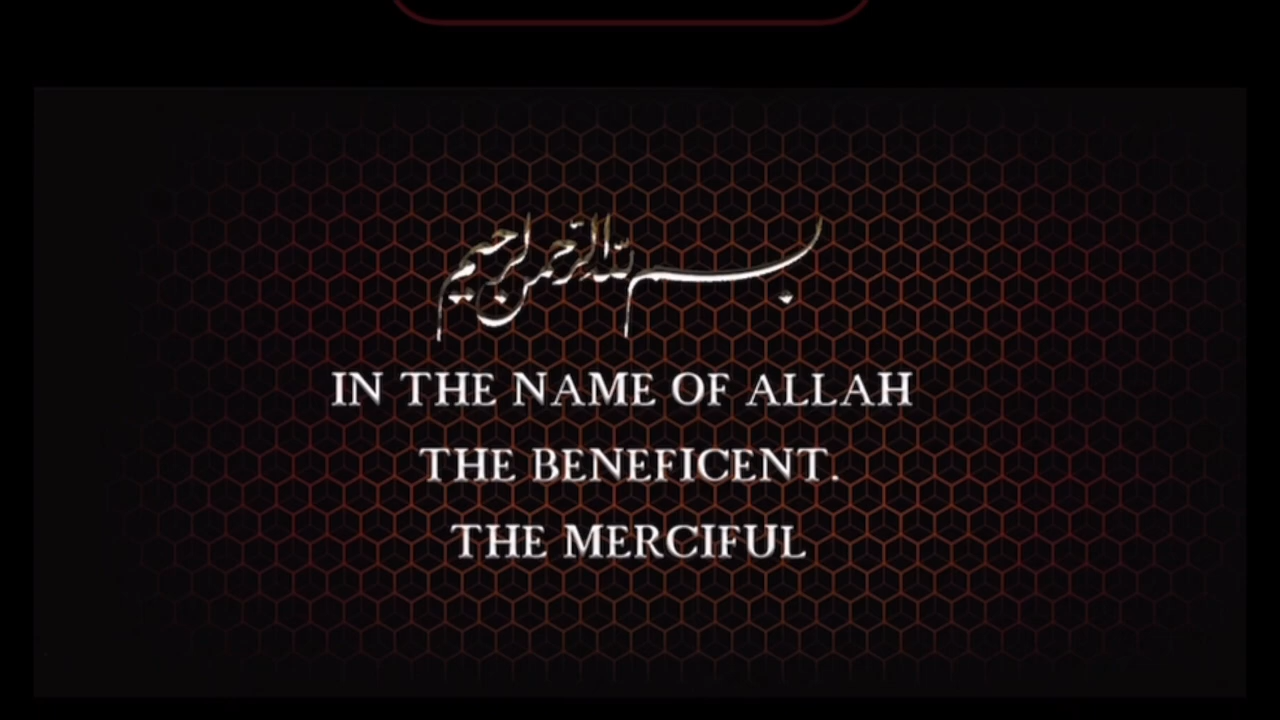 بسم الله الرحمن الرحيم
IN THE NAME OF ALLAH
THE BENEFICENT.
THE MERCIFUL